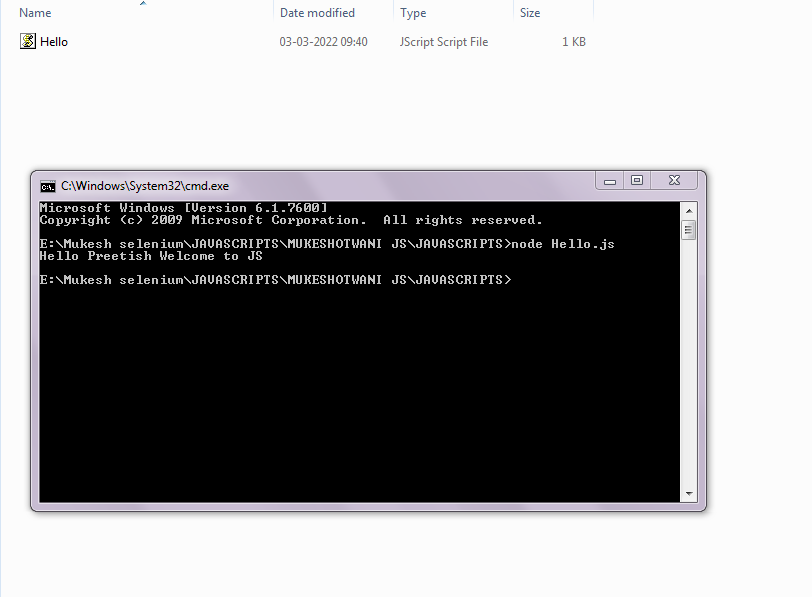 Name Date modified Type Size
Hello 03-03-2022 09:40 JScript Script File 1 KB
C:\Windows\System32\cmd.exe
Microsoft Windows [Version 6.1.7600]
Copyright (c) 2009 Microsoft Corporation.  All rights reserved.
E:\Mukesh selenium\JAVASCRIPTS\MUKESHOTWANI JS\JAVASCRIPTS>node Hello.js
Hello Preetish Welcome to JS
E:\Mukesh selenium\JAVASCRIPTS\MUKESHOTWANI JS\JAVASCRIPTS>